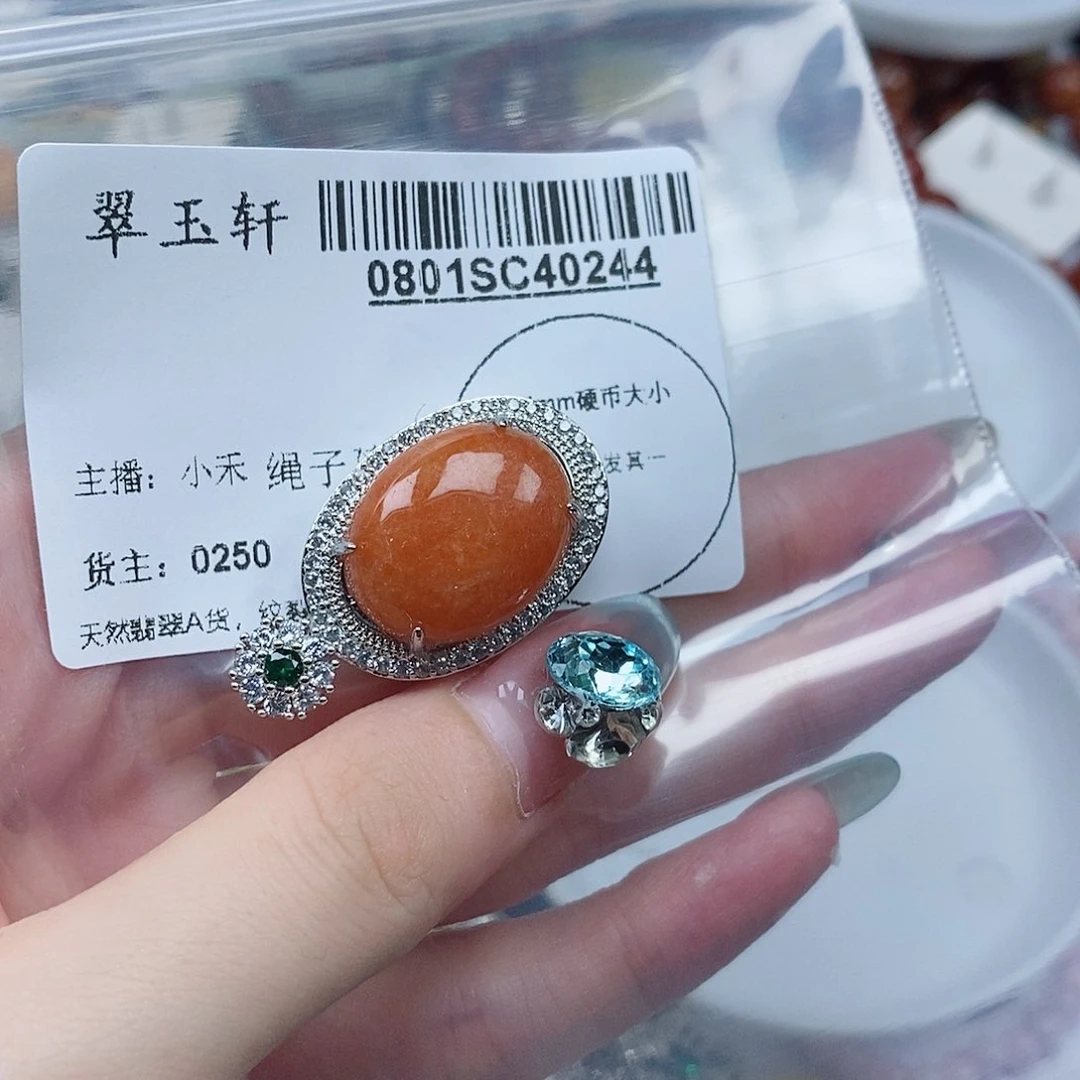 翠玉轩
0801SC40244
mm硬币大小
主播：小禾 绳子
发其一
货主：0250
天然翡翠A货，纹裂